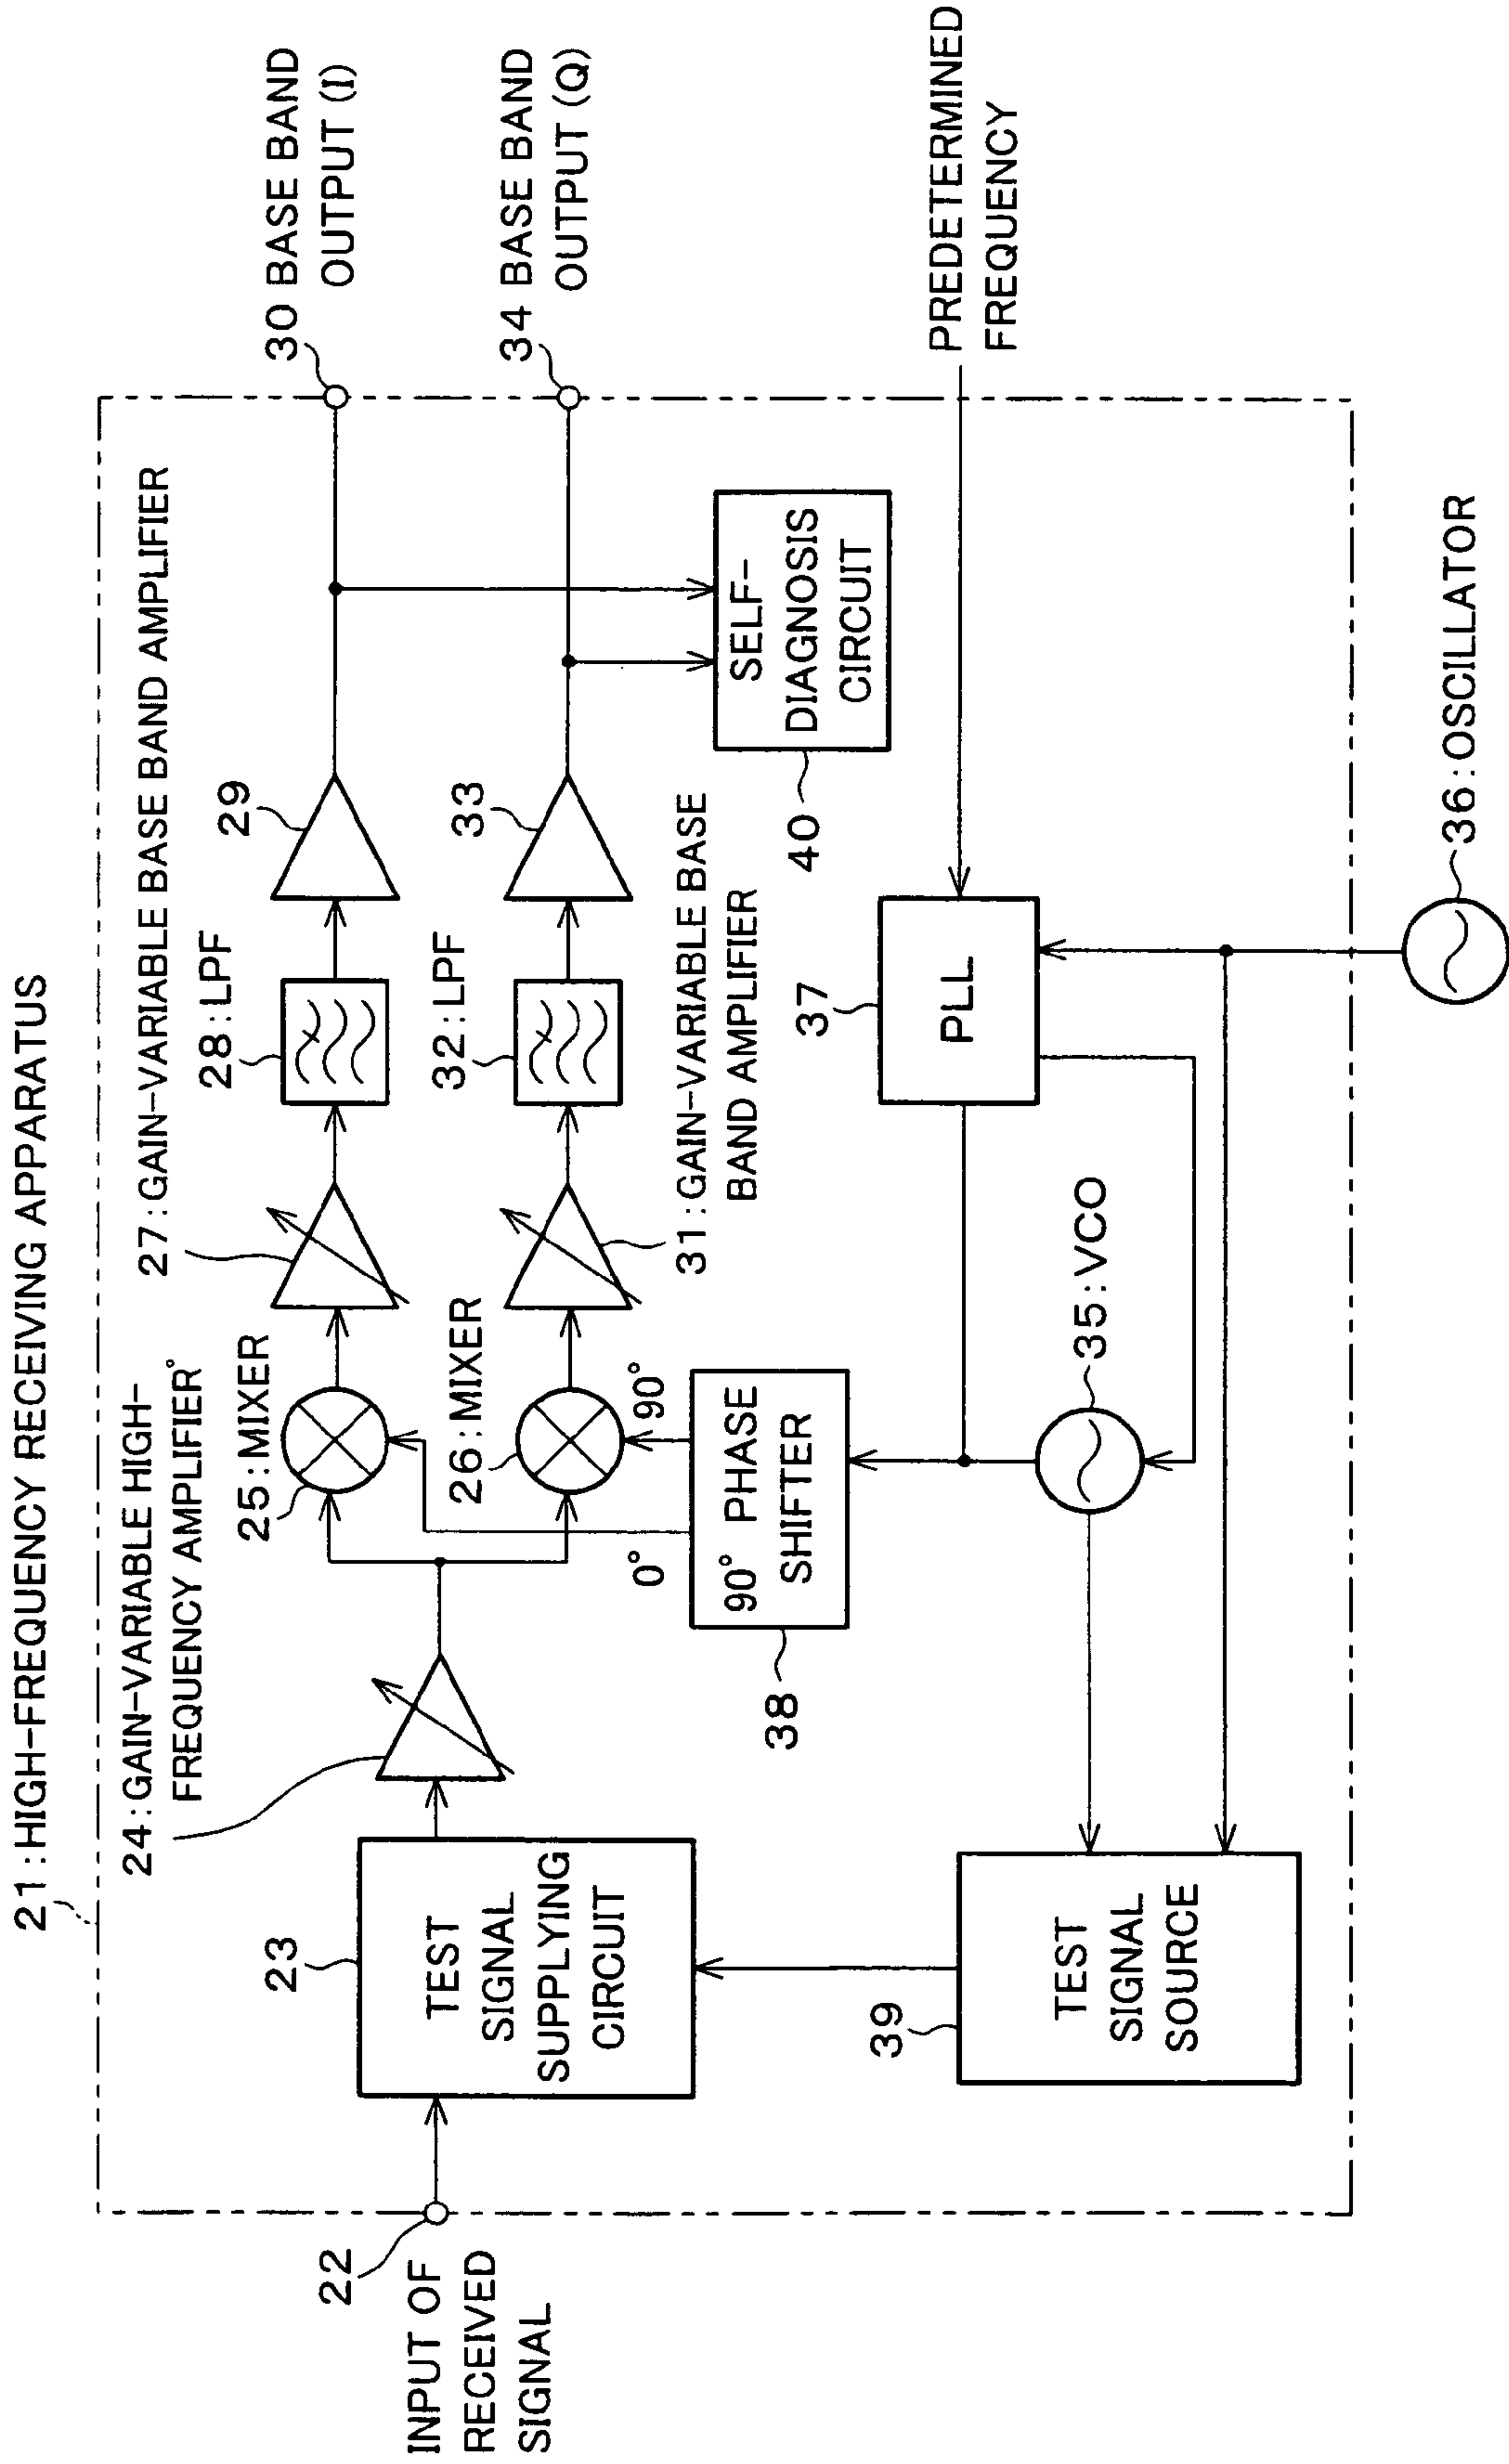 21:HIGH-FREQUENCY RECEIVING APPARATUS
24:GAIN-VARIABLE HIGH-
FREQUENCY AMPLIFIER°
27:GAIN-VARIABLE BASE BAND AMPLIFIER
25:MIXER
28:LPF
29
30 BASE BAND
OUTPUT (I)
22
INPUT OF
RECEIVED
SIGNAL
23
TEST
SIGNAL
SUPPLYING
CIRCUIT
26:MIXER
32:LPF
33
34 BASE BAND
OUTPUT (Q)
0°
90°
31:GAIN-VARIABLE BASE
BAND AMPLIFIER
38
90° PHASE
SHIFTER
40
SELF-
DIAGNOSIS
CIRCUIT
37
PLL
PREDETERMINED
FREQUENCY
39
TEST
SIGNAL
SOURCE
35:VCO
36:OSCILLATOR